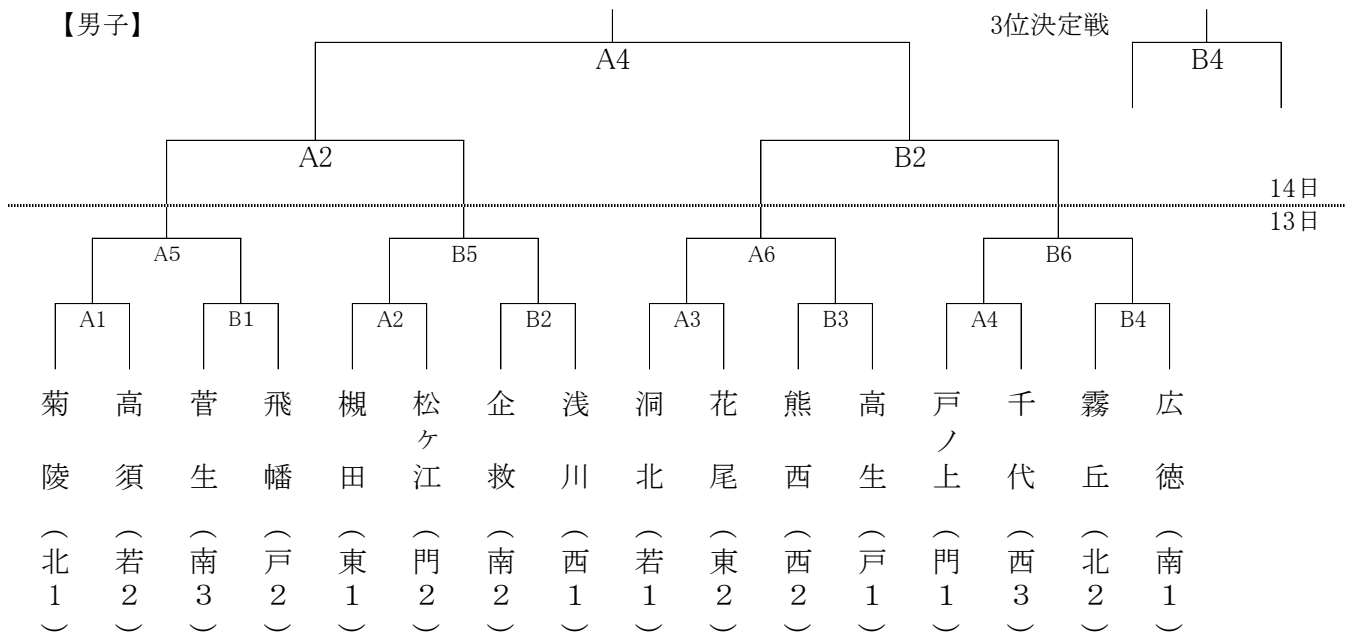 【男子】
3位決定戦
A4
B4
A2
B2
14日
13日
A5
B5
A6
B6
A1
B1
A2
B2
A3
B3
A4
B4
菊陵（北1）
高須（若2）
菅生（南3）
飛幡（戸2）
槻田（東1）
松ヶ江（門2）
企救（南2）
浅川（西1）
洞北（若1）
花尾（東2）
熊西（西2）
高生（戸1）
戸ノ上（門1）
千代（西3）
霧丘（北2）
広徳（南1）